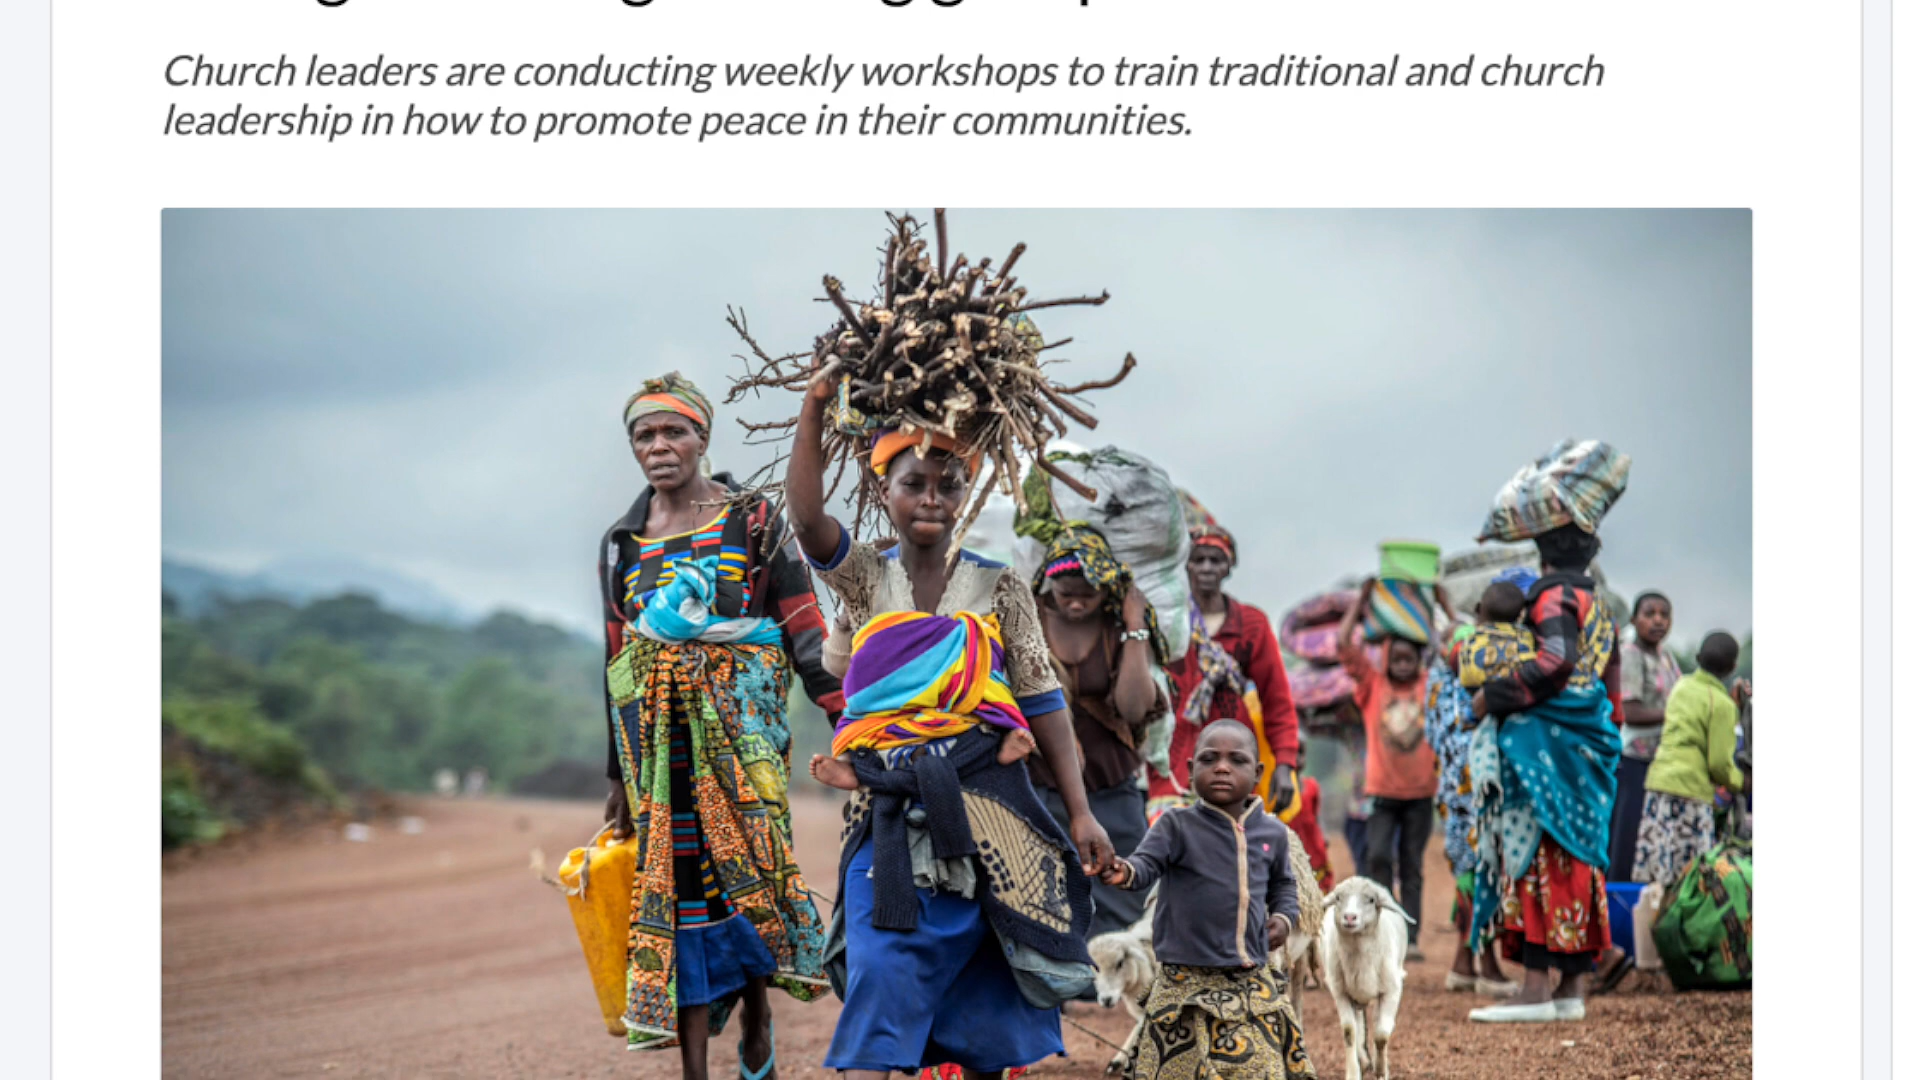 Church leaders are conducting weekly workshops to train traditional and church
leadership in how to promote peace in their communities.